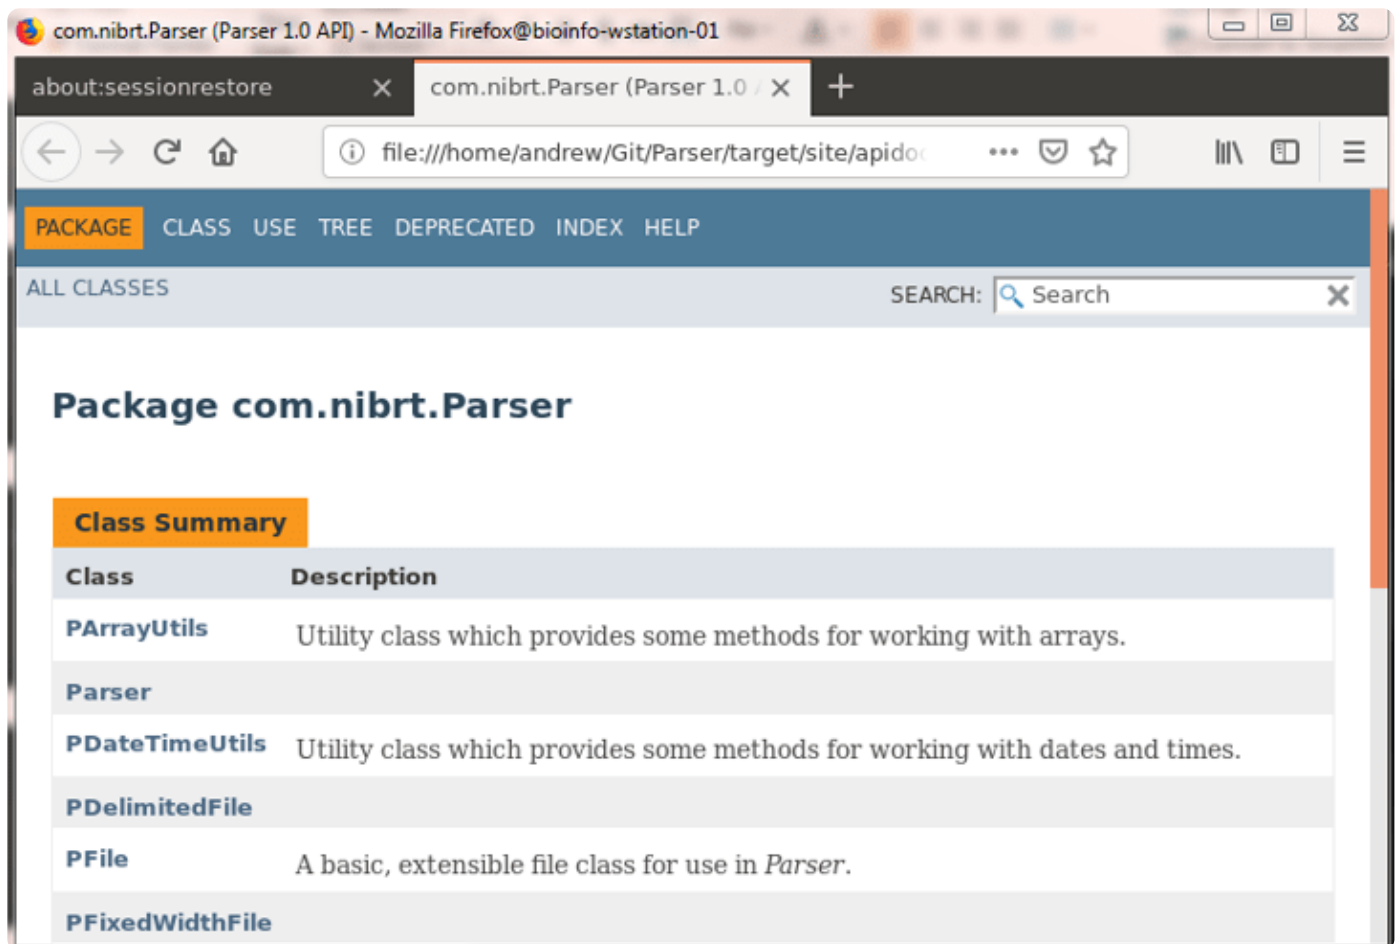 com.nibrt.Parser (Parser 1.0 API) - Mozilla Firefox@bioinfo-wstation-01
about:sessionrestore
com.nibrt.Parser (Parser 1.0
file:///home/andrew/Git/Parser/target/site/apidoc
PACKAGE CLASS USE TREE DEPRECATED INDEX HELP
ALL CLASSES
SEARCH: Search
Package com.nibrt.Parser
Class Summary
Class Description
PArrayUtils Utility class which provides some methods for working with arrays.
Parser
PDateTimeUtils Utility class which provides some methods for working with dates and times.
PDelimitedFile
PFile A basic, extensible file class for use in Parser.
PFixedWidthFile